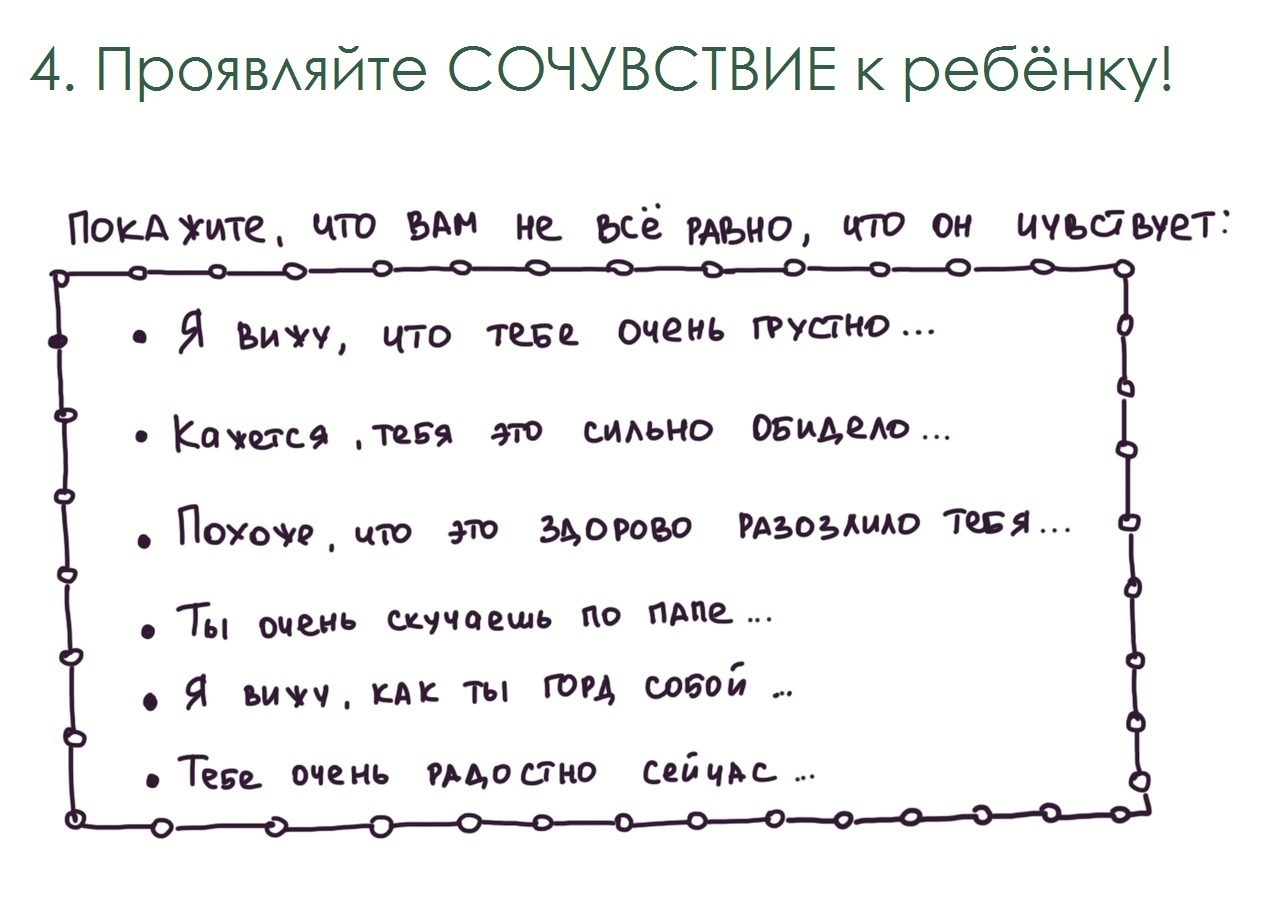 4. Проявляйте СОЧУВСТВИЕ к ребёнку!
Покажите, что вам не всё равно, что он чувствует:
• Я вижу, что тебе очень грустно...
• Кажется, тебя это сильно обидело...
• Похоже, что это здорово разозлило тебя...
• Ты очень скучаешь по папе...
• Я вижу, как ты горд собой...
• Тебе очень радостно сейчас...